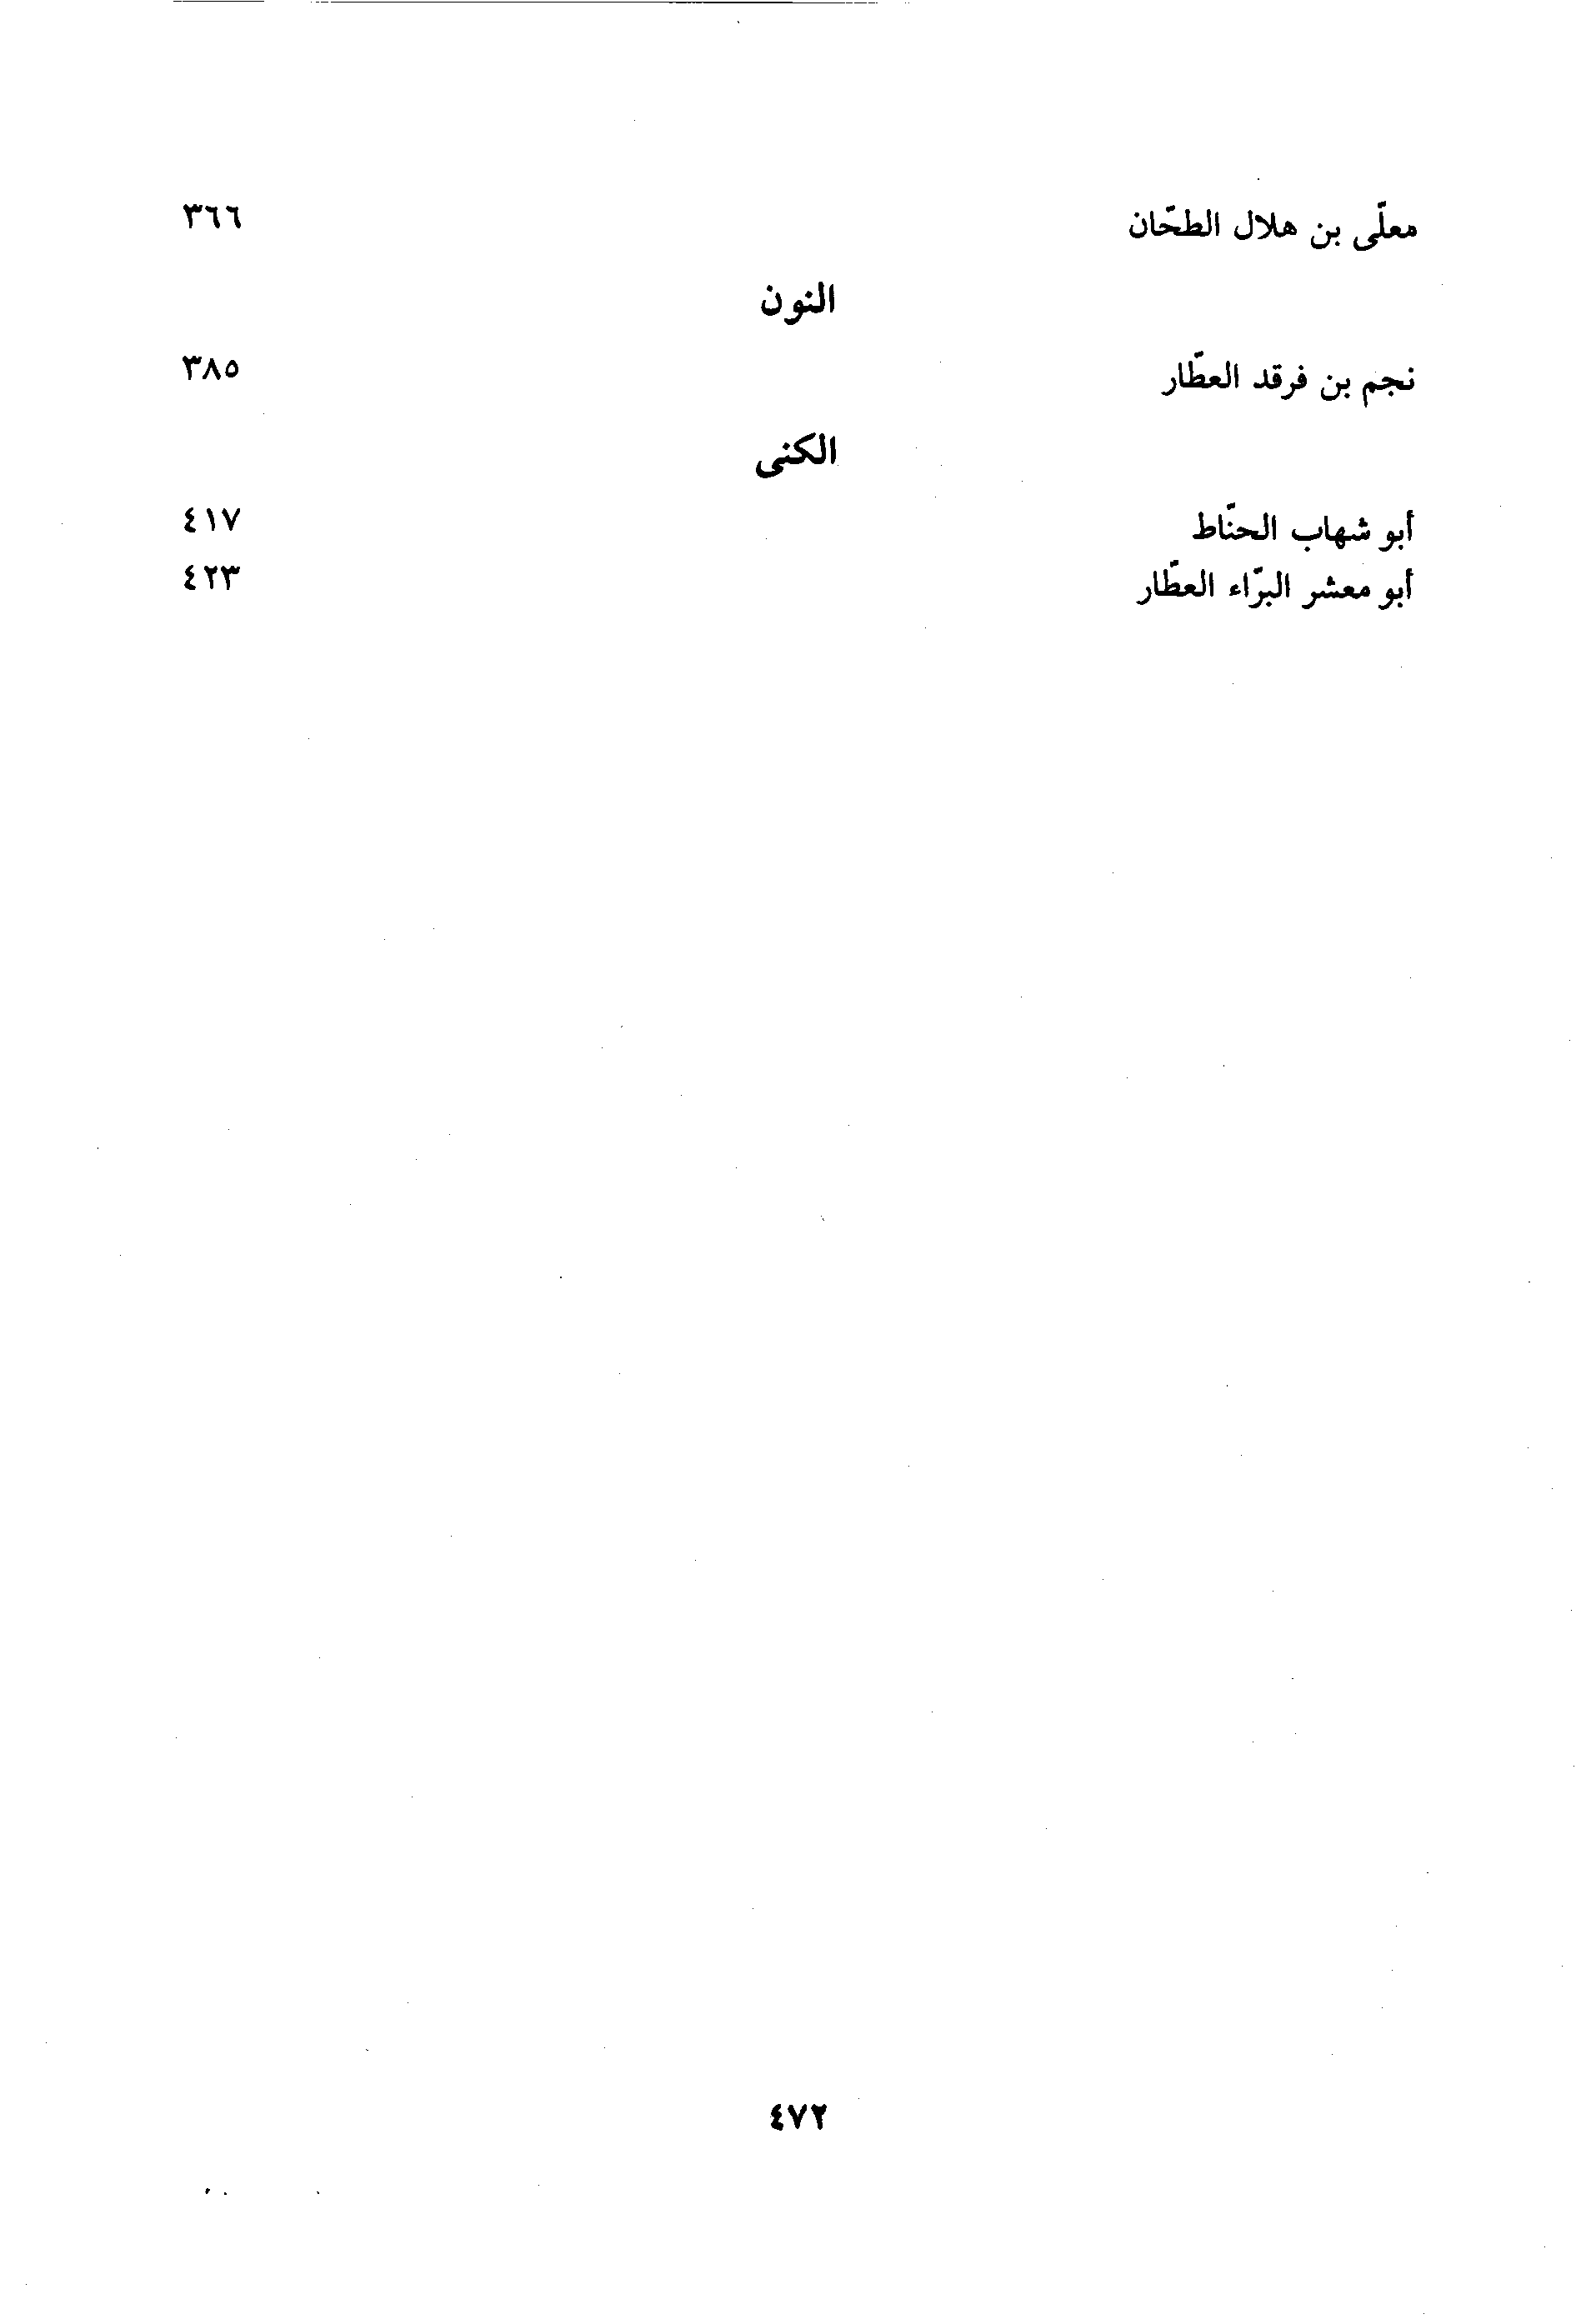 معلّى بن هلال الطحّان ٣٦٦
النون
نجم بن فرقد العطّار ٣٨٥
الكنى
أبو شهاب الحنّاط ٤١٧
أبو معشر البرّاء العطّار ٤٢٣
٤٧٢